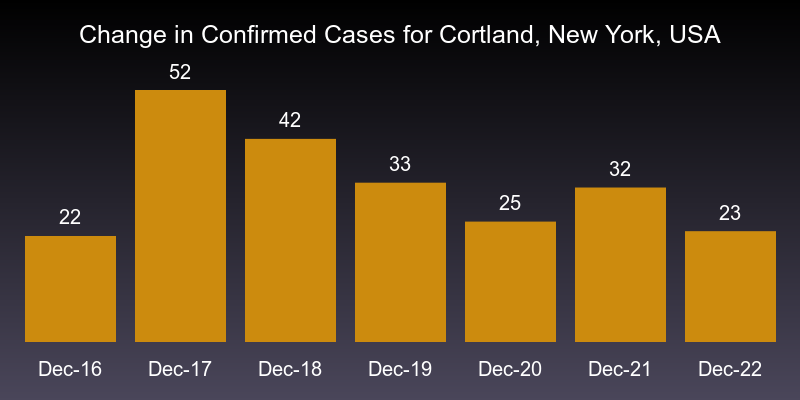 Change in Confirmed Cases for Cortland, New York, USA
22
52
42
33
25
32
23
Dec-16
Dec-17
Dec-18
Dec-19
Dec-20
Dec-21
Dec-22